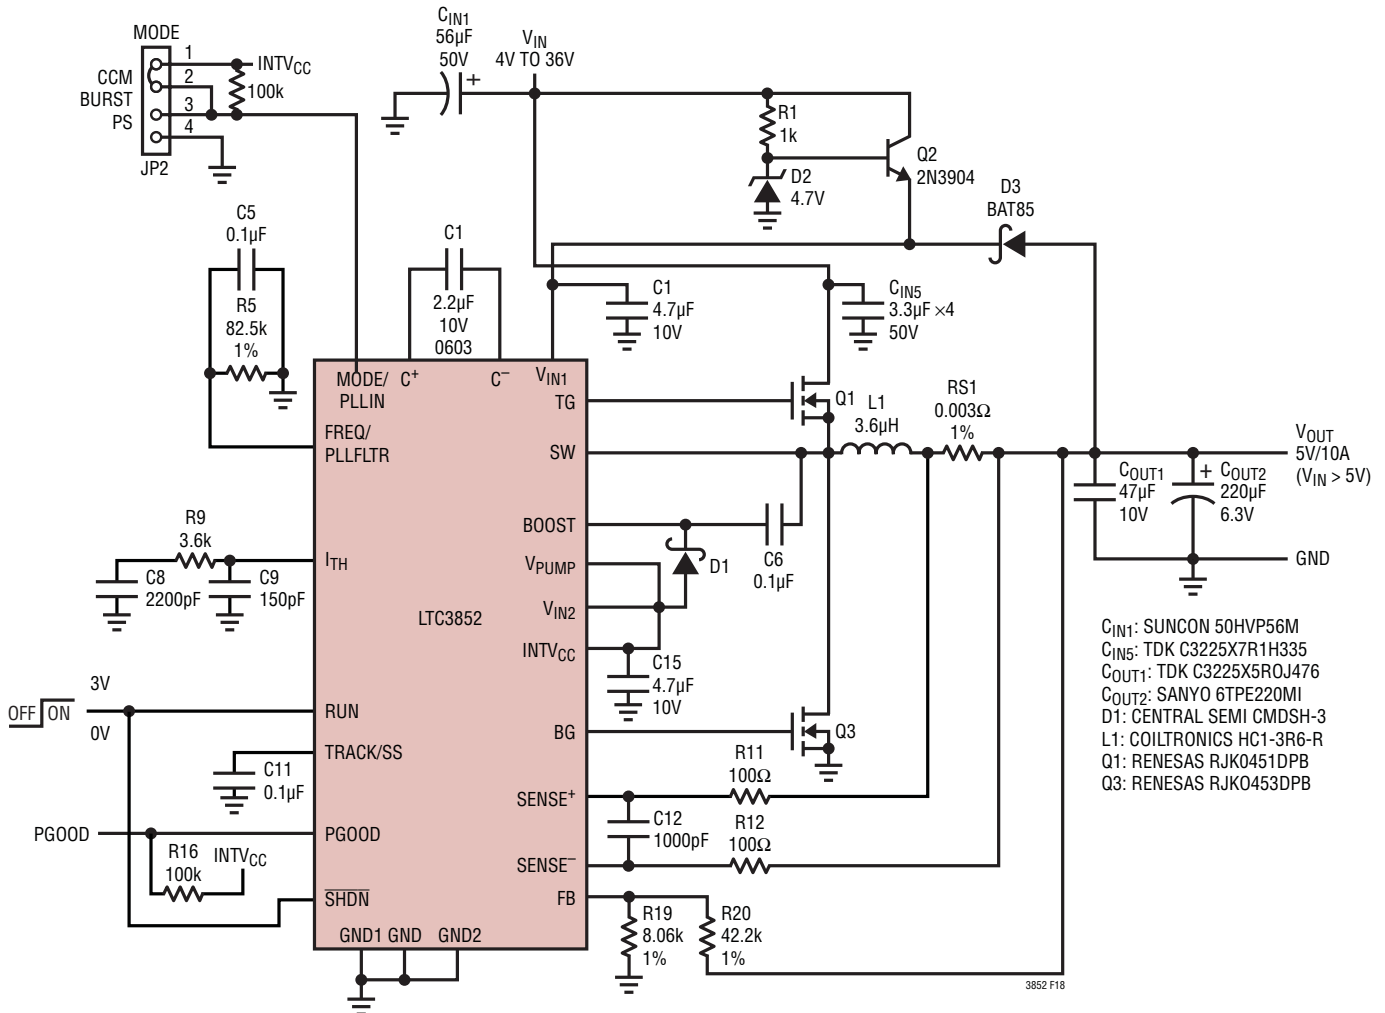 MODE
1
INTVCC
CCM
2
BURST
100k
3
PS
4
JP2
CIN1
56µF
50V
+
VIN
4V TO 36V
R1
1k
Q2
2N3904
D2
4.7V
D3
BAT85
C5
0.1µF
R5
82.5k
1%
C1
2.2µF
10V
0603
C1
4.7µF
10V
CIN5
3.3µF ×4
50V
MODE/
PLLIN
C+
C–
VIN1
TG
Q1
L1
3.6µH
RS1
0.003Ω
1%
VOUT
5V/10A
(VIN > 5V)
FREQ/
PLLFLTR
SW
COUT1
47µF
10V
+
COUT2
220µF
6.3V
GND
R9
3.6k
C8
2200pF
C9
150pF
ITH
BOOST
VPUMP
D1
C6
0.1µF
VIN2
LTC3852
INTVCC
C15
4.7µF
10V
CIN1: SUNCON 50HVP56M
CIN5: TDK C3225X7R1H335
COUT1: TDK C3225X5ROJ476
COUT2: SANYO 6TPE220MI
D1: CENTRAL SEMI CMDSH-3
L1: COILTRONICS HC1-3R6-R
Q1: RENESAS RJK0451DPB
Q3: RENESAS RJKO453DPB
3V
OFF ON
0V
RUN
BG
Q3
TRACK/SS
C11
0.1µF
R11
100Ω
SENSE+
C12
1000pF
R12
100Ω
SENSE–
PGOOD
PGOOD
R16
100k
INTVCC
SHDN
FB
R19
8.06k
1%
R20
42.2k
1%
GND1 GND GND2
3852 F18